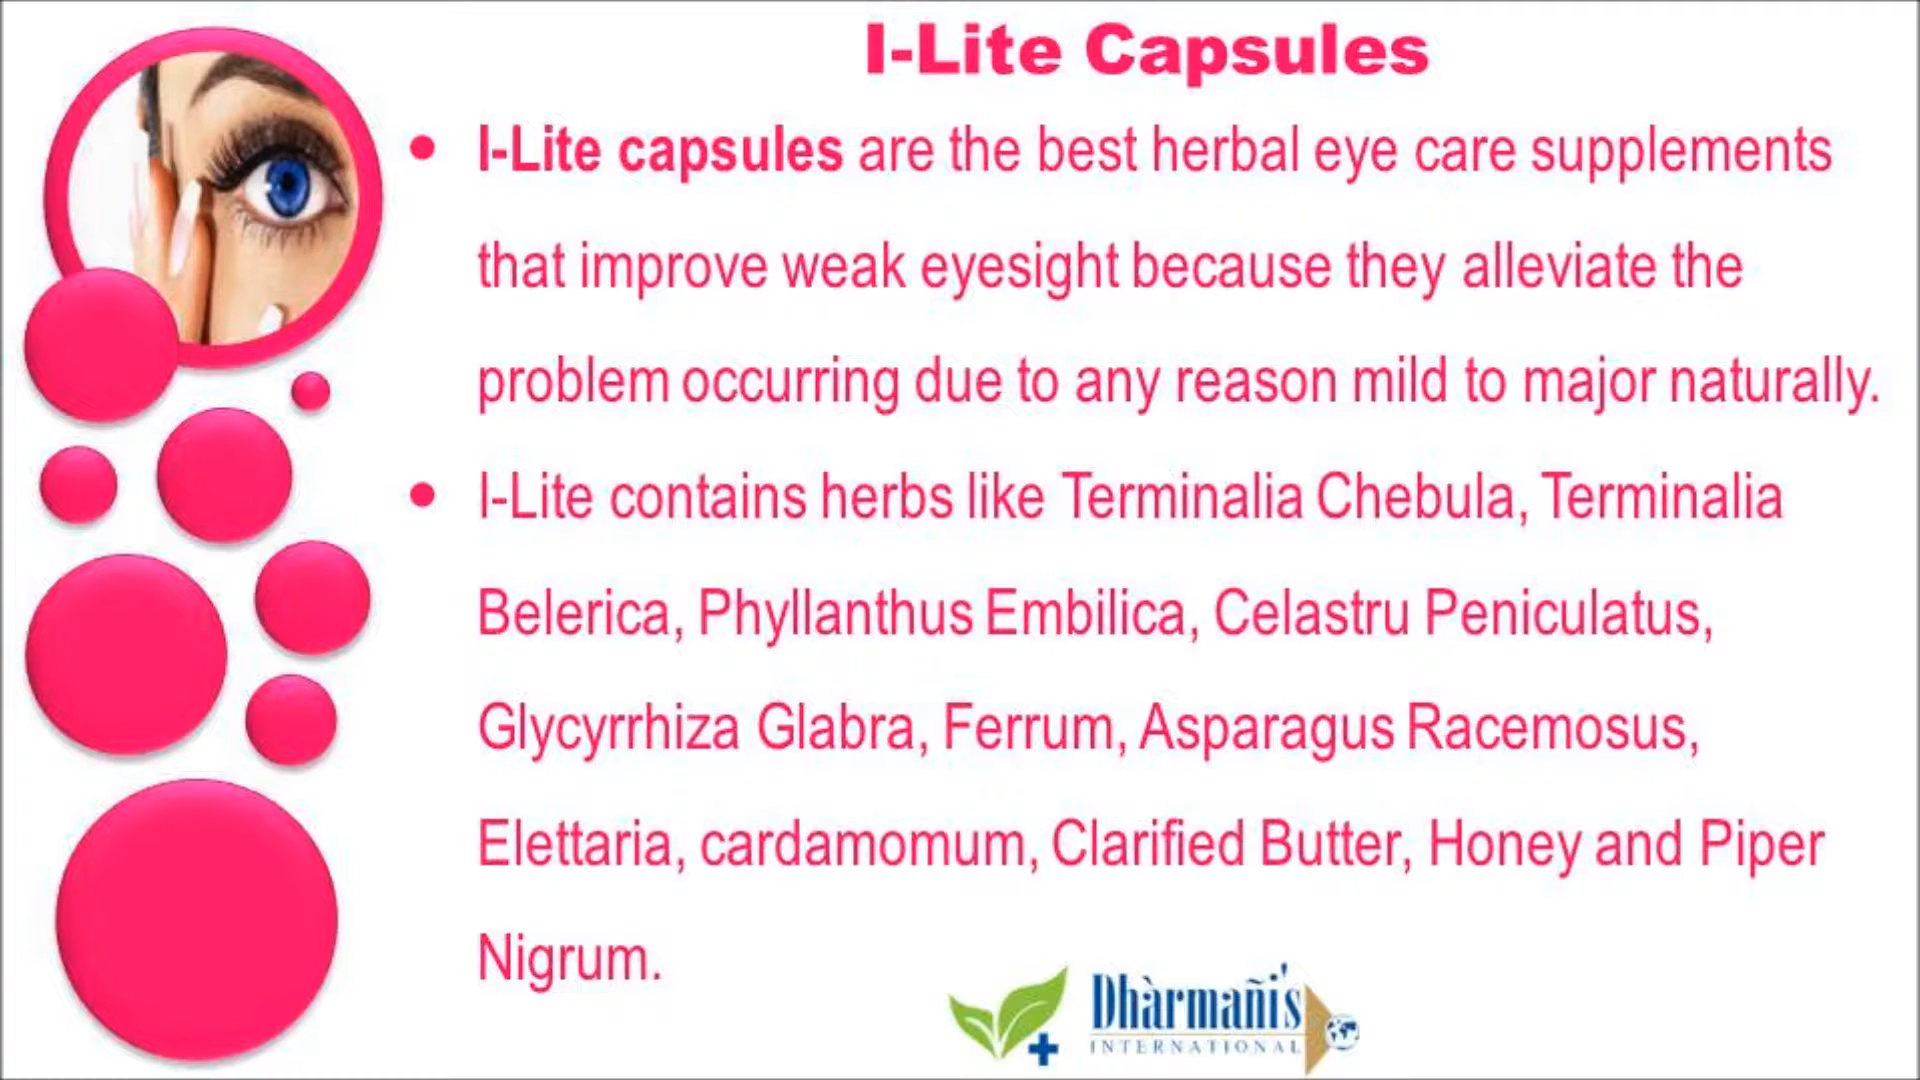 I-Lite Capsules
• I-Lite capsules are the best herbal eye care supplements
that improve weak eyesight because they alleviate the
problem occurring due to any reason mild to major naturally.
• I-Lite contains herbs like Terminalia Chebula, Terminalia
Belerica, Phyllanthus Embilica, Celastru Peniculatus,
Glycyrrhiza Glabra, Ferrum, Asparagus Racemosus,
Elettaria, cardamomum, Clarified Butter, Honey and Piper
Nigrum.
Dhàrmañi's
INTERNATIONAL